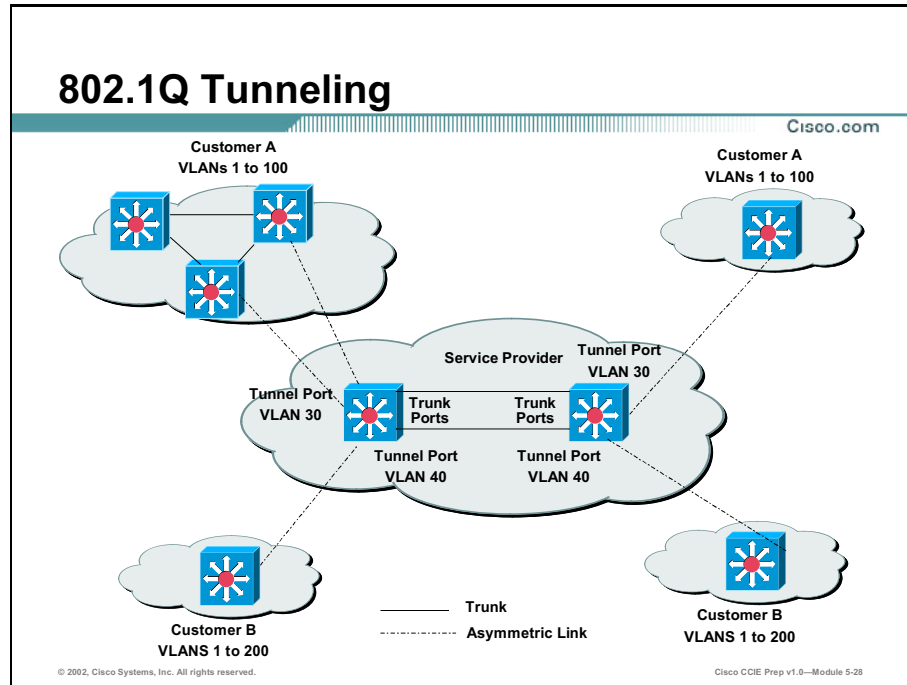 802.1Q Tunneling
Cisco.com
Customer A
VLANs 1 to 100
Customer A
VLANs 1 to 100
Service Provider
Tunnel Port
VLAN 30
Tunnel Port
VLAN 30
Trunk
Ports
Trunk
Ports
Tunnel Port
VLAN 40
Tunnel Port
VLAN 40
Customer B
VLANS 1 to 200
Trunk
Asymmetric Link
Customer B
VLANS 1 to 200
© 2002, Cisco Systems, Inc. All rights reserved.
Cisco CCIE Prep v1.0—Module 5-28